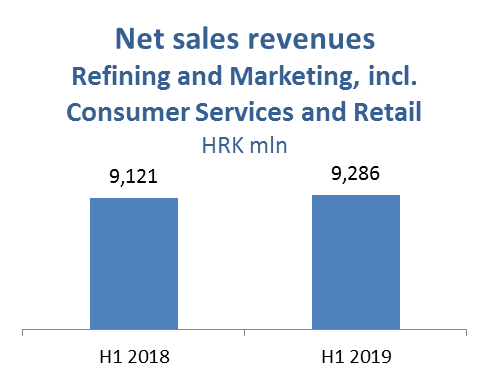 Net sales revenues
Refining and Marketing, incl.
Consumer Services and Retail
HRK mln
9,121
9,286
H1 2018
H1 2019